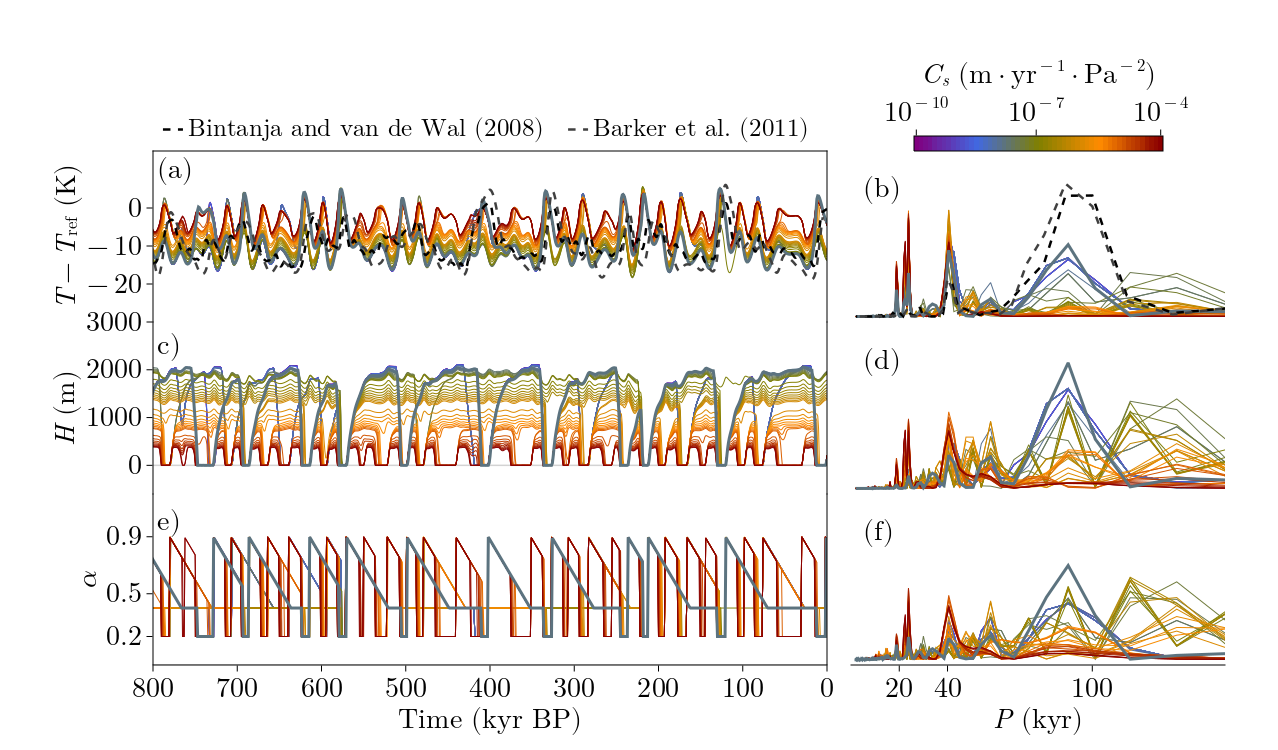 C_s (m · yr^−1 · Pa^−2)
10^−10 10^−7 10^−4
Bintanja and van de Wal (2008) Barker et al. (2011)
(a)
T − T_ref (K)
0
−10
−20
(b)
c)
H (m)
3000
2000
1000
0
(d)
e)
α
0.9
0.5
0.2
(f)
800 700 600 500 400 300 200 100 0
Time (kyr BP)
20 40 100
P (kyr)